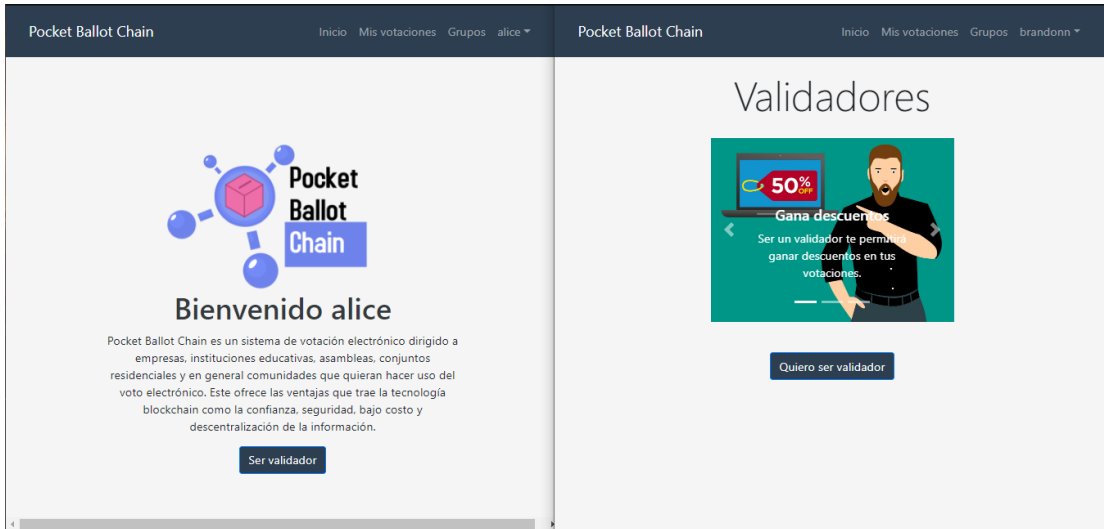 Pocket Ballot Chain
Inicio Mis votaciones Grupos alice
Pocket
Ballot
Chain
Bienvenido alice
Pocket Ballot Chain es un sistema de votación electrónico dirigido a
empresas, instituciones educativas, asambleas, conjuntos
residenciales y en general comunidades que quieran hacer uso del
voto electrónico. Este ofrece las ventajas que trae la tecnología
blockchain como la confianza, seguridad, bajo costo y
descentralización de la información.
Ser validador
Pocket Ballot Chain
Inicio Mis votaciones Grupos brandonn
Validadores
50% OFF
Gana descuentos
Ser un validador te permitirá
ganar descuentos en tus
votaciones.
Quiero ser validador